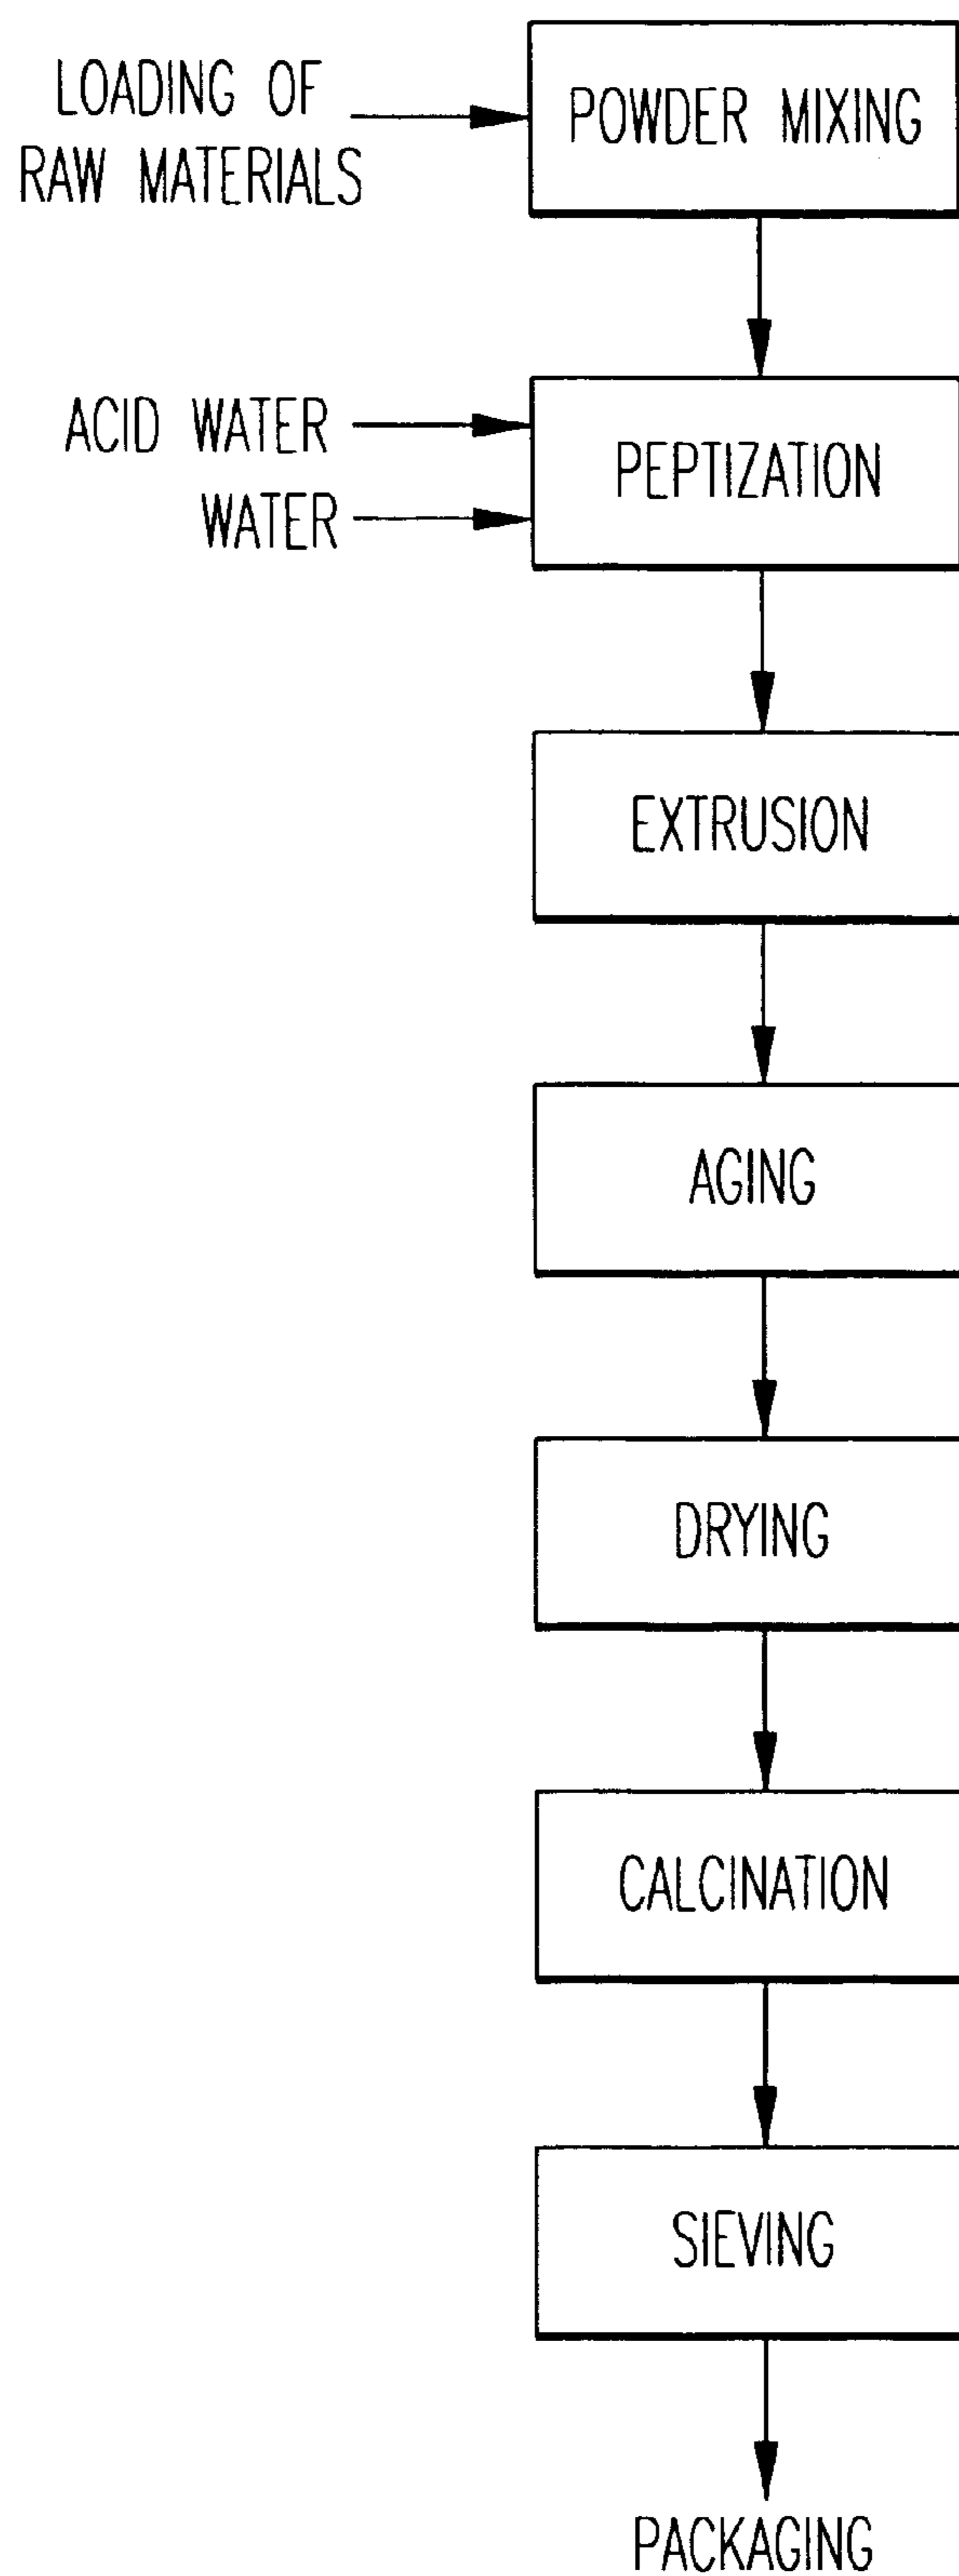 LOADING OF
RAW MATERIALS
POWDER MIXING
ACID WATER
WATER
PEPTIZATION
EXTRUSION
AGING
DRYING
CALCINATION
SIEVING
PACKAGING